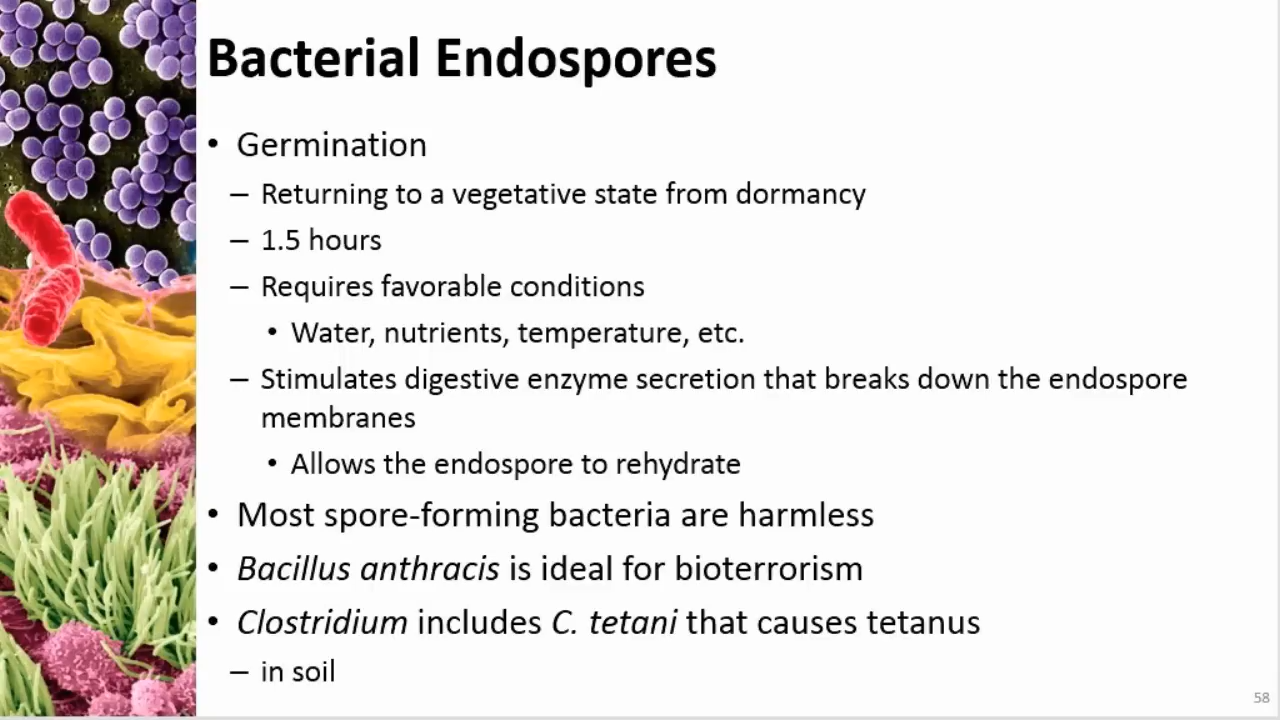 Bacterial Endospores
• Germination
– Returning to a vegetative state from dormancy
– 1.5 hours
– Requires favorable conditions
• Water, nutrients, temperature, etc.
– Stimulates digestive enzyme secretion that breaks down the endospore
membranes
• Allows the endospore to rehydrate
• Most spore-forming bacteria are harmless
• Bacillus anthracis is ideal for bioterrorism
• Clostridium includes C. tetani that causes tetanus
– in soil
58